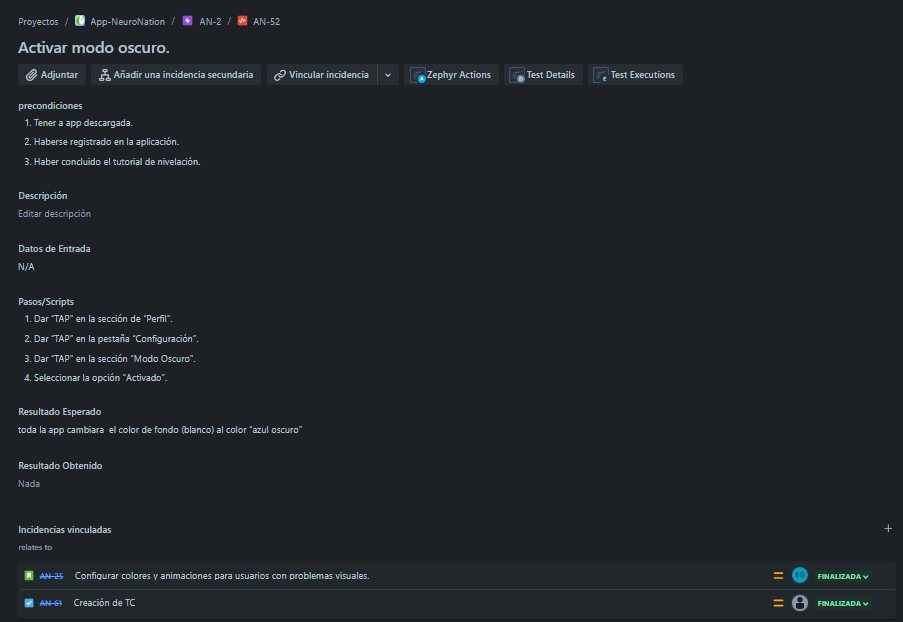 Proyectos / App-NeuroNation / AN-2 / AN-52
Activar modo oscuro.
Adjuntar Añadir una incidencia secundaria Vincular incidencia Zephyr Actions Test Details Test Executions
precondiciones
1. Tener a app descargada.
2. Haberse registrado en la aplicación.
3. Haber concluido el tutorial de nivelación.
Descripción
Editar descripción
Datos de Entrada
N/A
Pasos/Scripts
1. Dar “TAP” en la sección de “Perfil”.
2. Dar “TAP” en la pestaña “Configuración”.
3. Dar “TAP” en la sección “Modo Oscuro”.
4. Seleccionar la opción “Activado”.
Resultado Esperado
toda la app cambiara el color de fondo (blanco) al color “azul oscuro”
Resultado Obtenido
Nada
Incidencias vinculadas
relates to
AN-25 Configurar colores y animaciones para usuarios con problemas visuales. EG FINALIZADA
AN-61 Creación de TC FINALIZADA